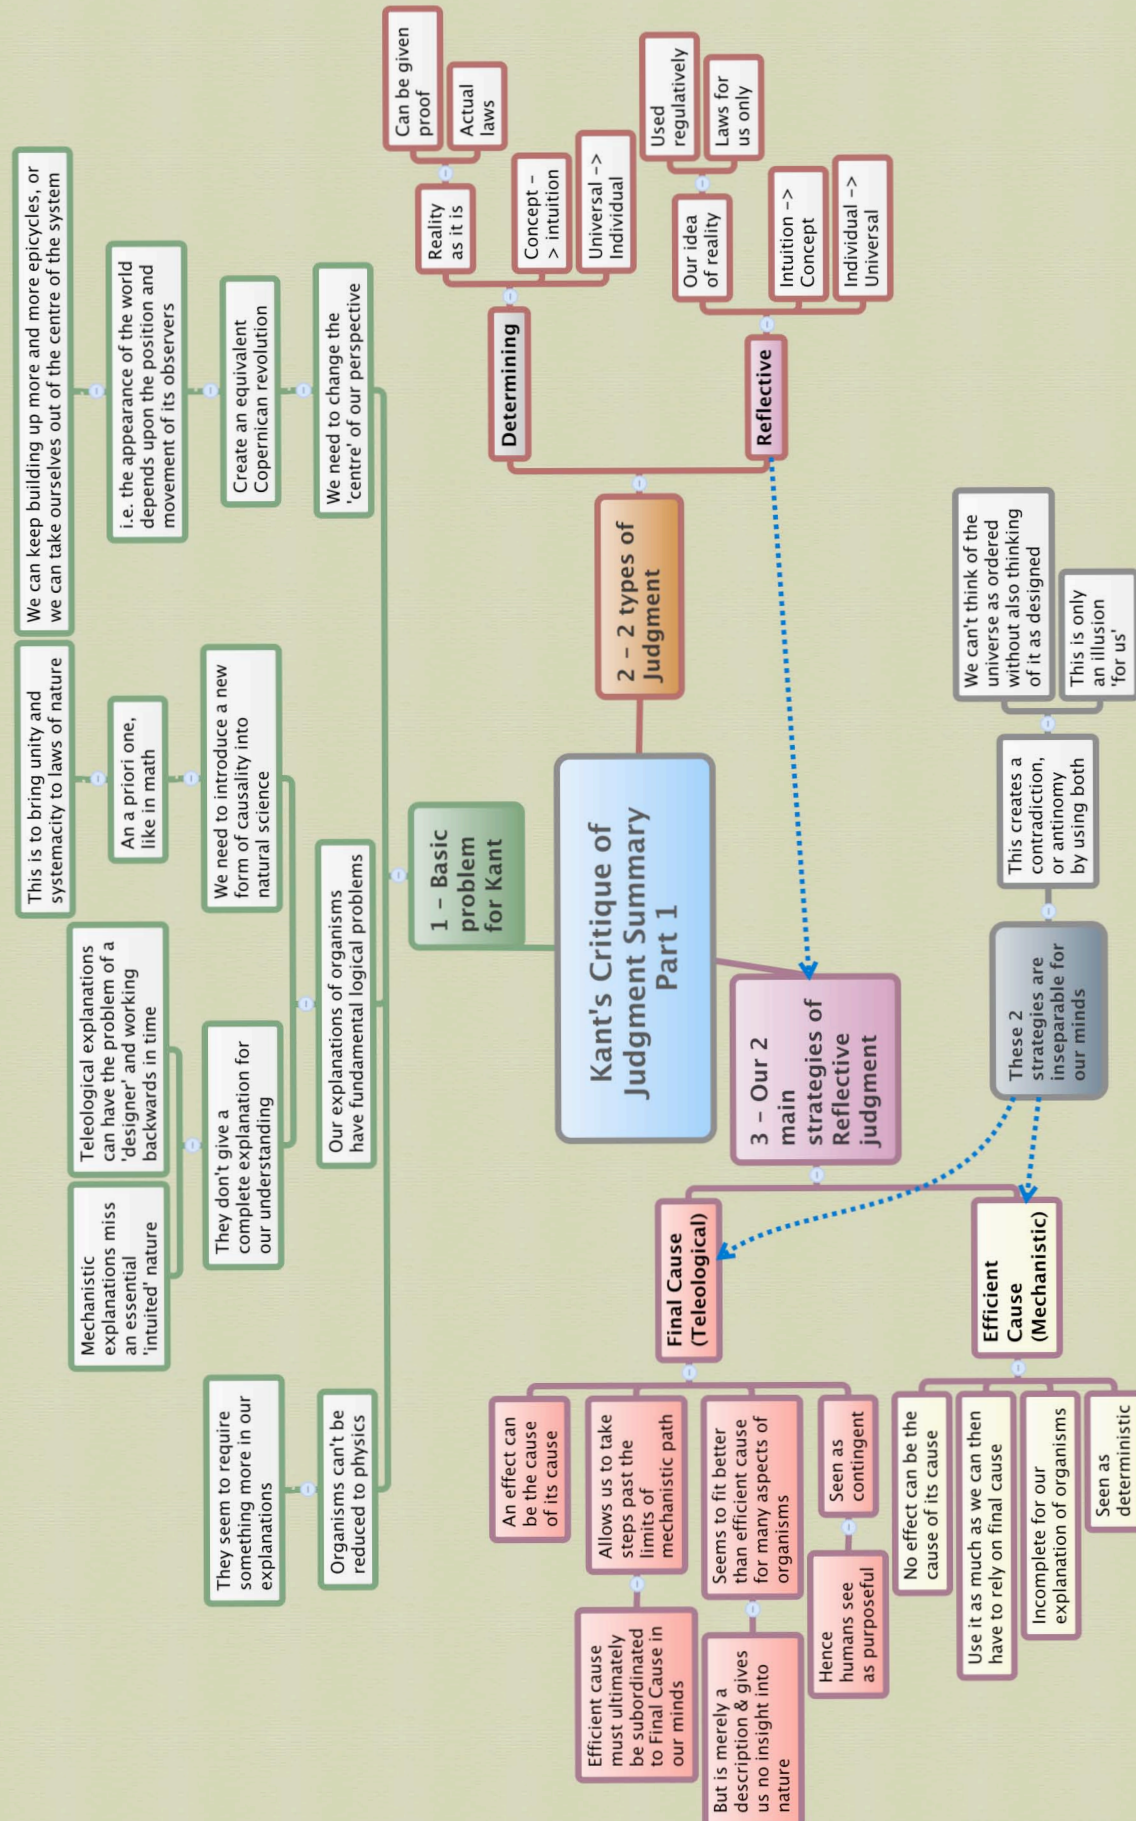 Kant's Critique of
Judgment Summary
Part 1
1 – Basic
problem
for Kant
Organisms can't be
reduced to physics
They seem to require
something more in our
explanations
Our explanations of organisms
have fundamental logical problems
They don't give a
complete explanation for
our understanding
Mechanistic
explanations miss
an essential
'intuited' nature
Teleological explanations
can have the problem of a
'designer' and working
backwards in time
We need to introduce a new
form of causality into
natural science
An a priori one,
like in math
This is to bring unity and
systemacity to laws of nature
We need to change the
'centre' of our perspective
Create an equivalent
Copernican revolution
i.e. the appearance of the world
depends upon the position and
movement of its observers
We can keep building up more and more epicycles, or
we can take ourselves out of the centre of the system
2 – 2 types of
Judgment
Determining
Reality
as it is
Can be given
proof
Actual
laws
Concept –
> intuition
Universal –>
Individual
Reflective
Our idea
of reality
Used
regulatively
Laws for
us only
Intuition –>
Concept
Individual –>
Universal
3 – Our 2
main
strategies of
Reflective
judgment
Final Cause
(Teleological)
An effect can
be the cause
of its cause
Allows us to take
steps past the
limits of
mechanistic path
Efficient cause
must ultimately
be subordinated
to Final Cause in
our minds
Seems to fit better
than efficient cause
for many aspects of
organisms
But is merely a
description & gives
us no insight into
nature
Seen as
contingent
Hence
humans see
as purposeful
Efficient
Cause
(Mechanistic)
No effect can be the
cause of its cause
Use it as much as we can then
have to rely on final cause
Incomplete for our
explanation of organisms
Seen as
deterministic
These 2
strategies are
inseparable for
our minds
This creates a
contradiction,
or antinomy
by using both
We can't think of the
universe as ordered
without also thinking
of it as designed
This is only
an illusion
'for us'